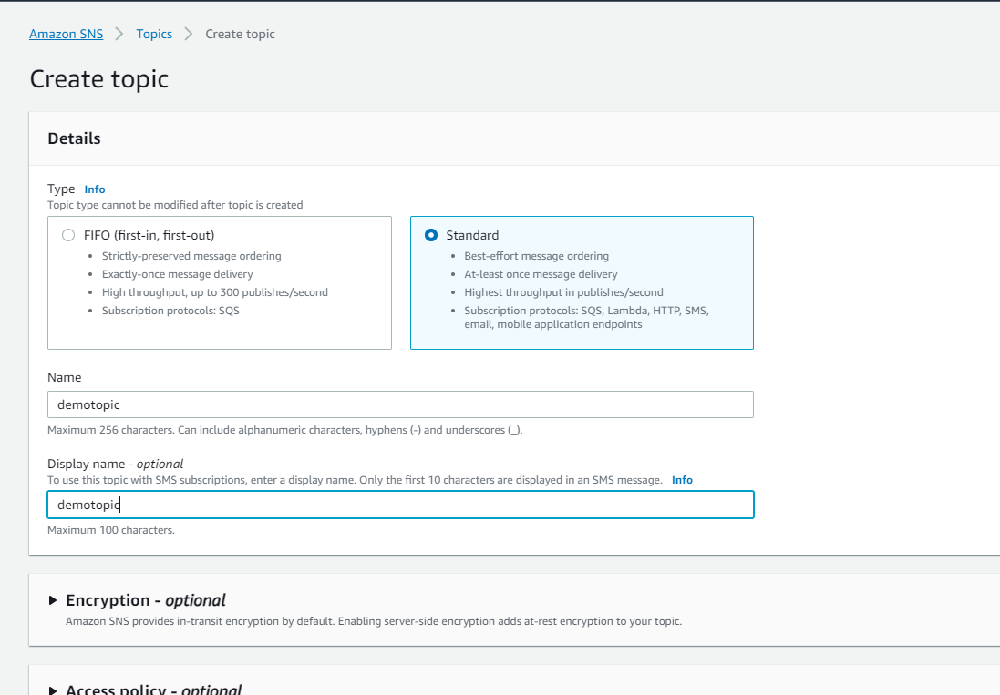 Amazon SNS > Topics > Create topic
Create topic
Details
Type Info
Topic type cannot be modified after topic is created
FIFO (first-in, first-out)
• Strictly-preserved message ordering
• Exactly-once message delivery
• High throughput, up to 300 publishes/second
• Subscription protocols: SQS
Standard
• Best-effort message ordering
• At-least once message delivery
• Highest throughput in publishes/second
• Subscription protocols: SQS, Lambda, HTTP, SMS,
email, mobile application endpoints
Name
demotopic
Maximum 256 characters. Can include alphanumeric characters, hyphens (-) and underscores (_).
Display name - optional
To use this topic with SMS subscriptions, enter a display name. Only the first 10 characters are displayed in an SMS message. Info
demotopic
Maximum 100 characters.
Encryption - optional
Amazon SNS provides in-transit encryption by default. Enabling server-side encryption adds at-rest encryption to your topic.
Access policy - optional